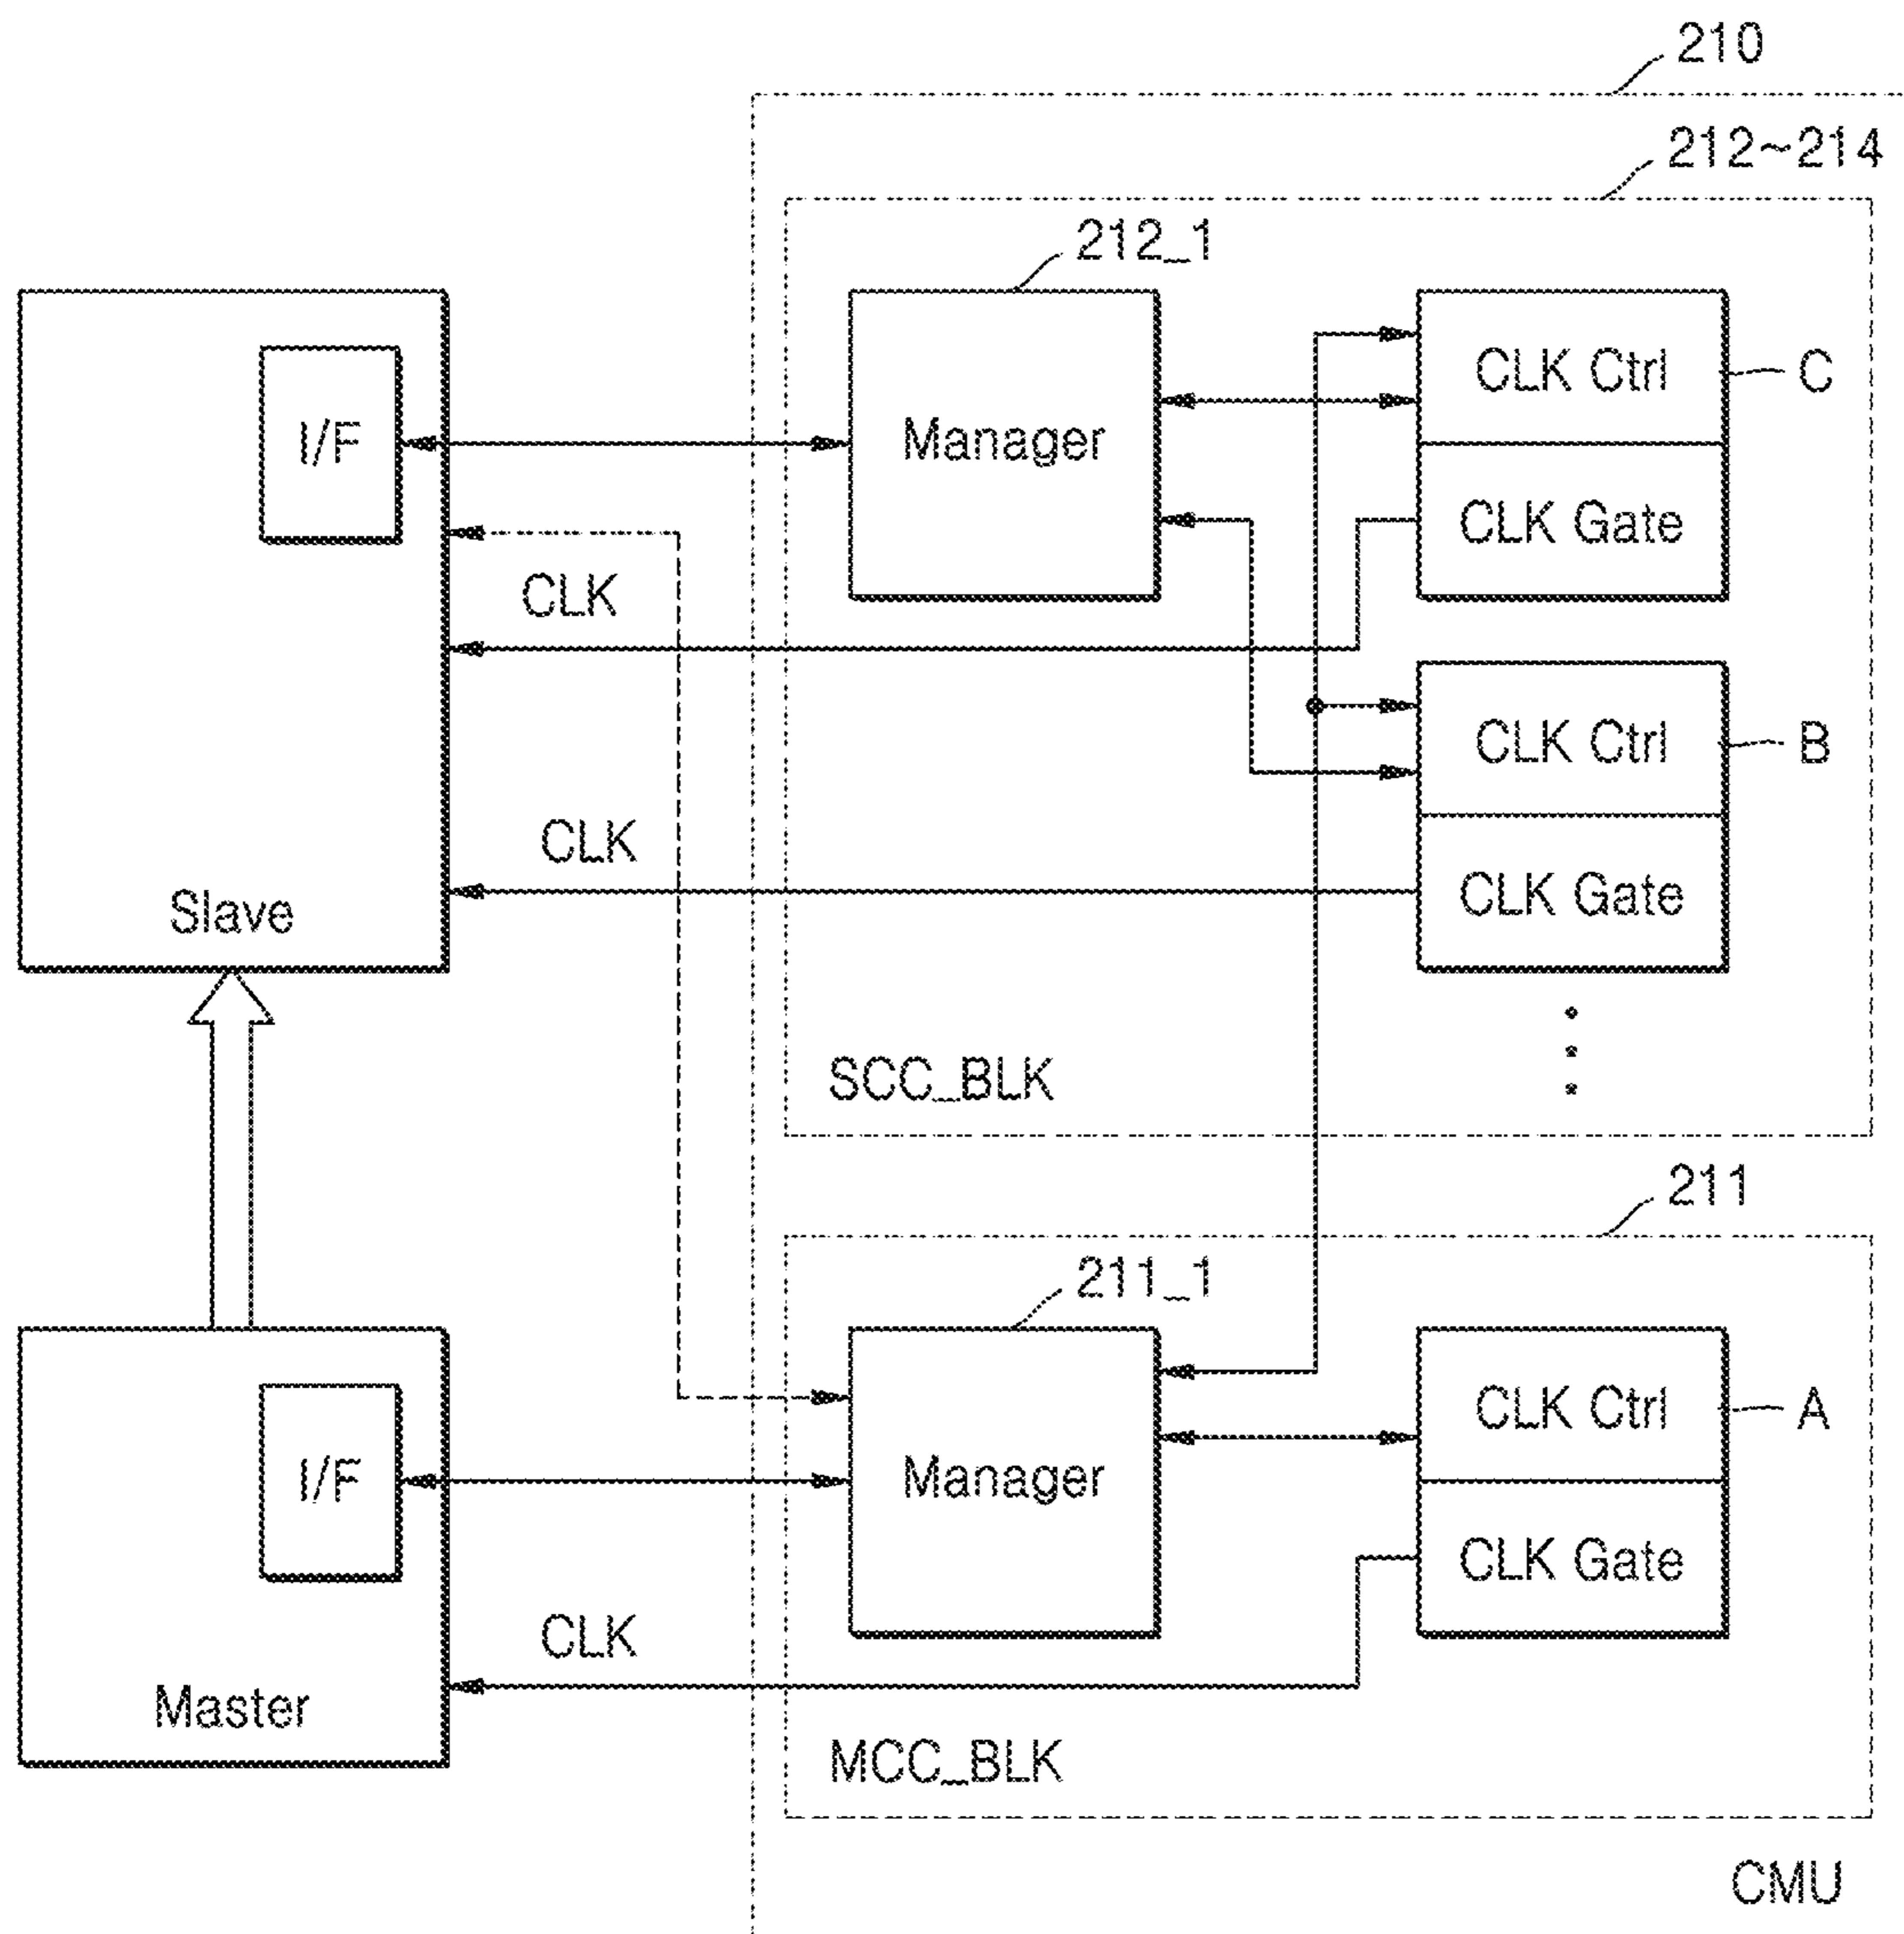 210
212~214
212_1
I/F
Manager
CLK Ctrl
C
CLK Gate
CLK
CLK Ctrl
B
CLK
CLK Gate
Slave
SCC_BLK
211
211_1
I/F
Manager
CLK Ctrl
A
CLK Gate
CLK
Master
MCC_BLK
CMU